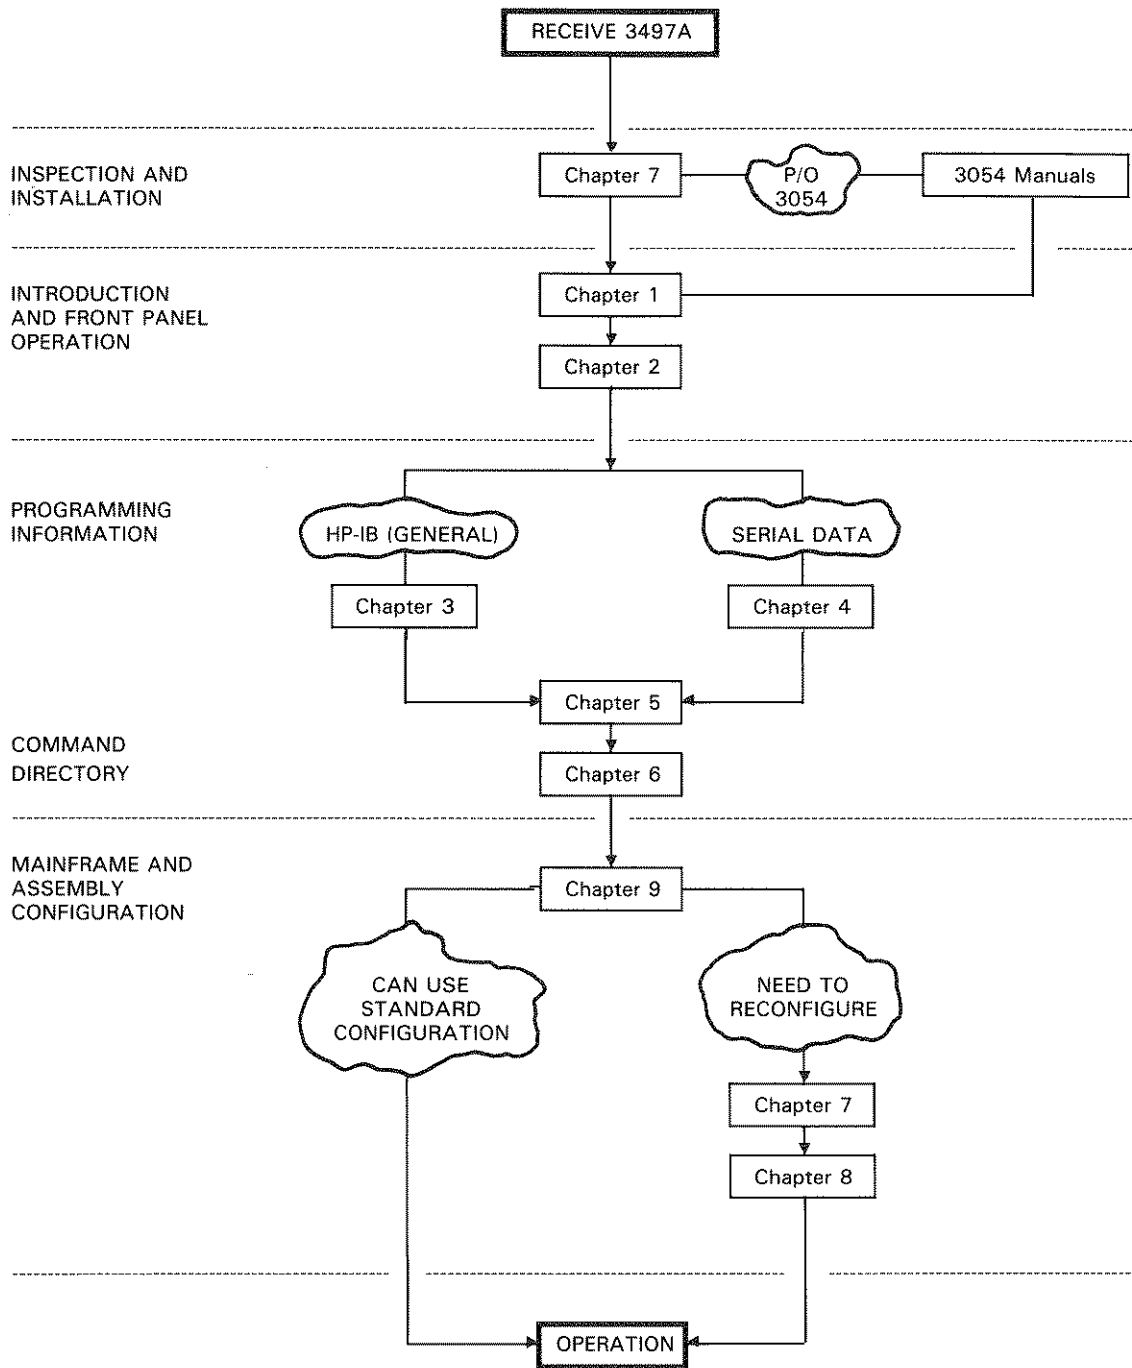 RECEIVE 3497A
INSPECTION AND
INSTALLATION
Chapter 7
P/O
3054
3054 Manuals
INTRODUCTION
AND FRONT PANEL
OPERATION
Chapter 1
Chapter 2
PROGRAMMING
INFORMATION
HP-IB (GENERAL)
SERIAL DATA
Chapter 3
Chapter 4
Chapter 5
COMMAND
DIRECTORY
Chapter 6
MAINFRAME AND
ASSEMBLY
CONFIGURATION
Chapter 9
CAN USE
STANDARD
CONFIGURATION
NEED TO
RECONFIGURE
Chapter 7
Chapter 8
OPERATION